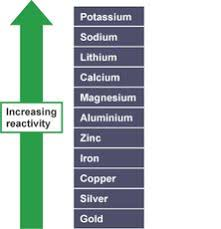 Potassium
Sodium
Lithium
Calcium
Magnesium
Increasing
reactivity
Aluminium
Zinc
Iron
Copper
Silver
Gold